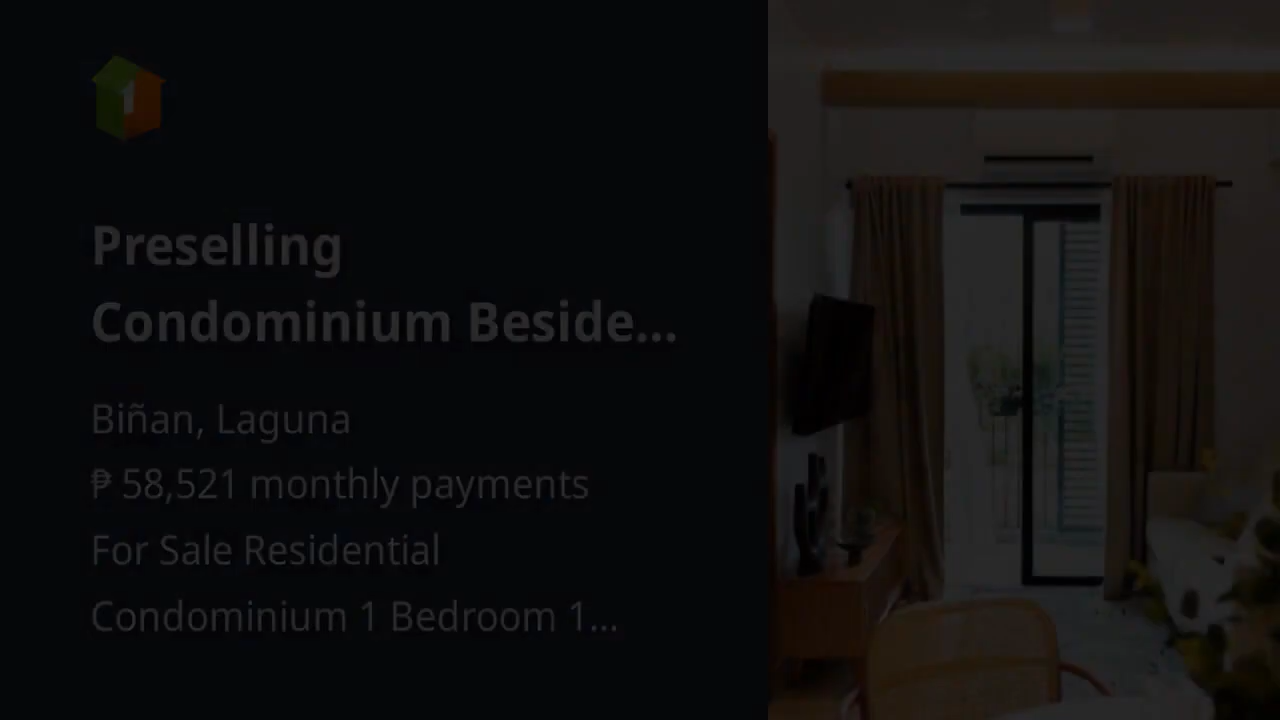 Preselling
Condominium Beside...
Biñan, Laguna
₱ 58,521 monthly payments
For Sale Residential
Condominium 1 Bedroom 1...